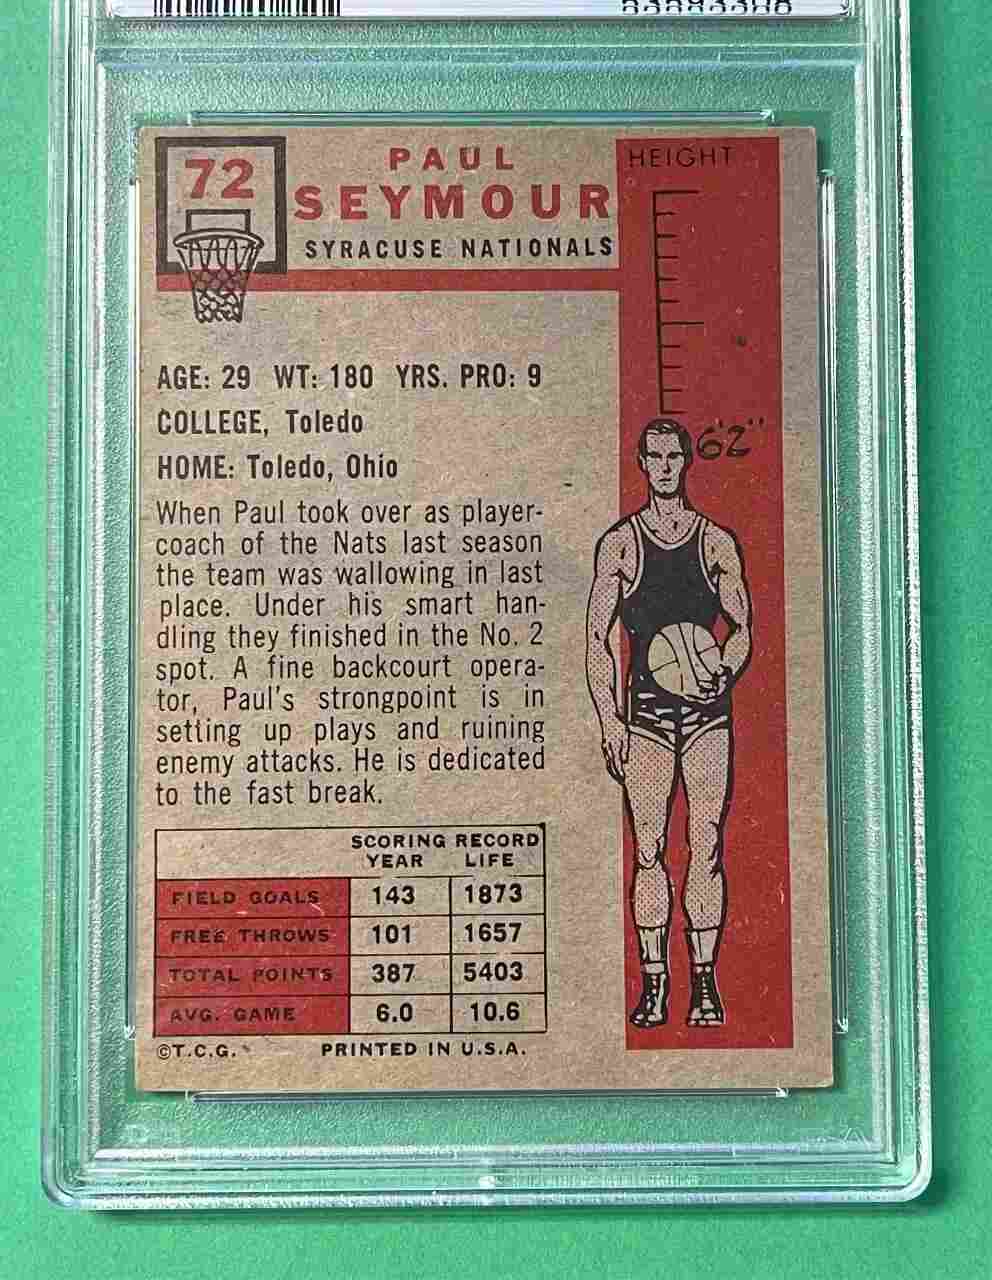 72
PAUL
SEYMOUR
SYRACUSE NATIONALS
HEIGHT
6'2"
AGE: 29 WT: 180 YRS. PRO: 9
COLLEGE, Toledo
HOME: Toledo, Ohio
When Paul took over as player-
coach of the Nats last season
the team was wallowing in last
place. Under his smart han-
dling they finished in the No. 2
spot. A fine backcourt opera-
tor, Paul's strongpoint is in
setting up plays and ruining
enemy attacks. He is dedicated
to the fast break.
SCORING RECORD
YEAR LIFE
FIELD GOALS 143 1873
FREE THROWS 101 1657
TOTAL POINTS 387 5403
AVG. GAME 6.0 10.6
©T.C.G. PRINTED IN U.S.A.